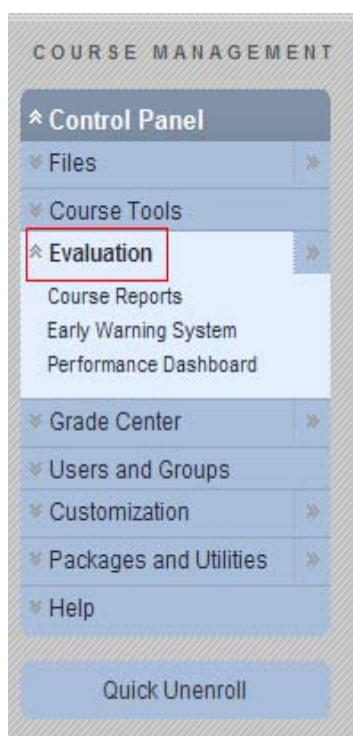 COURSE MANAGEMENT
Control Panel
Files
Course Tools
Evaluation
Course Reports
Early Warning System
Performance Dashboard
Grade Center
Users and Groups
Customization
Packages and Utilities
Help
Quick Unenroll